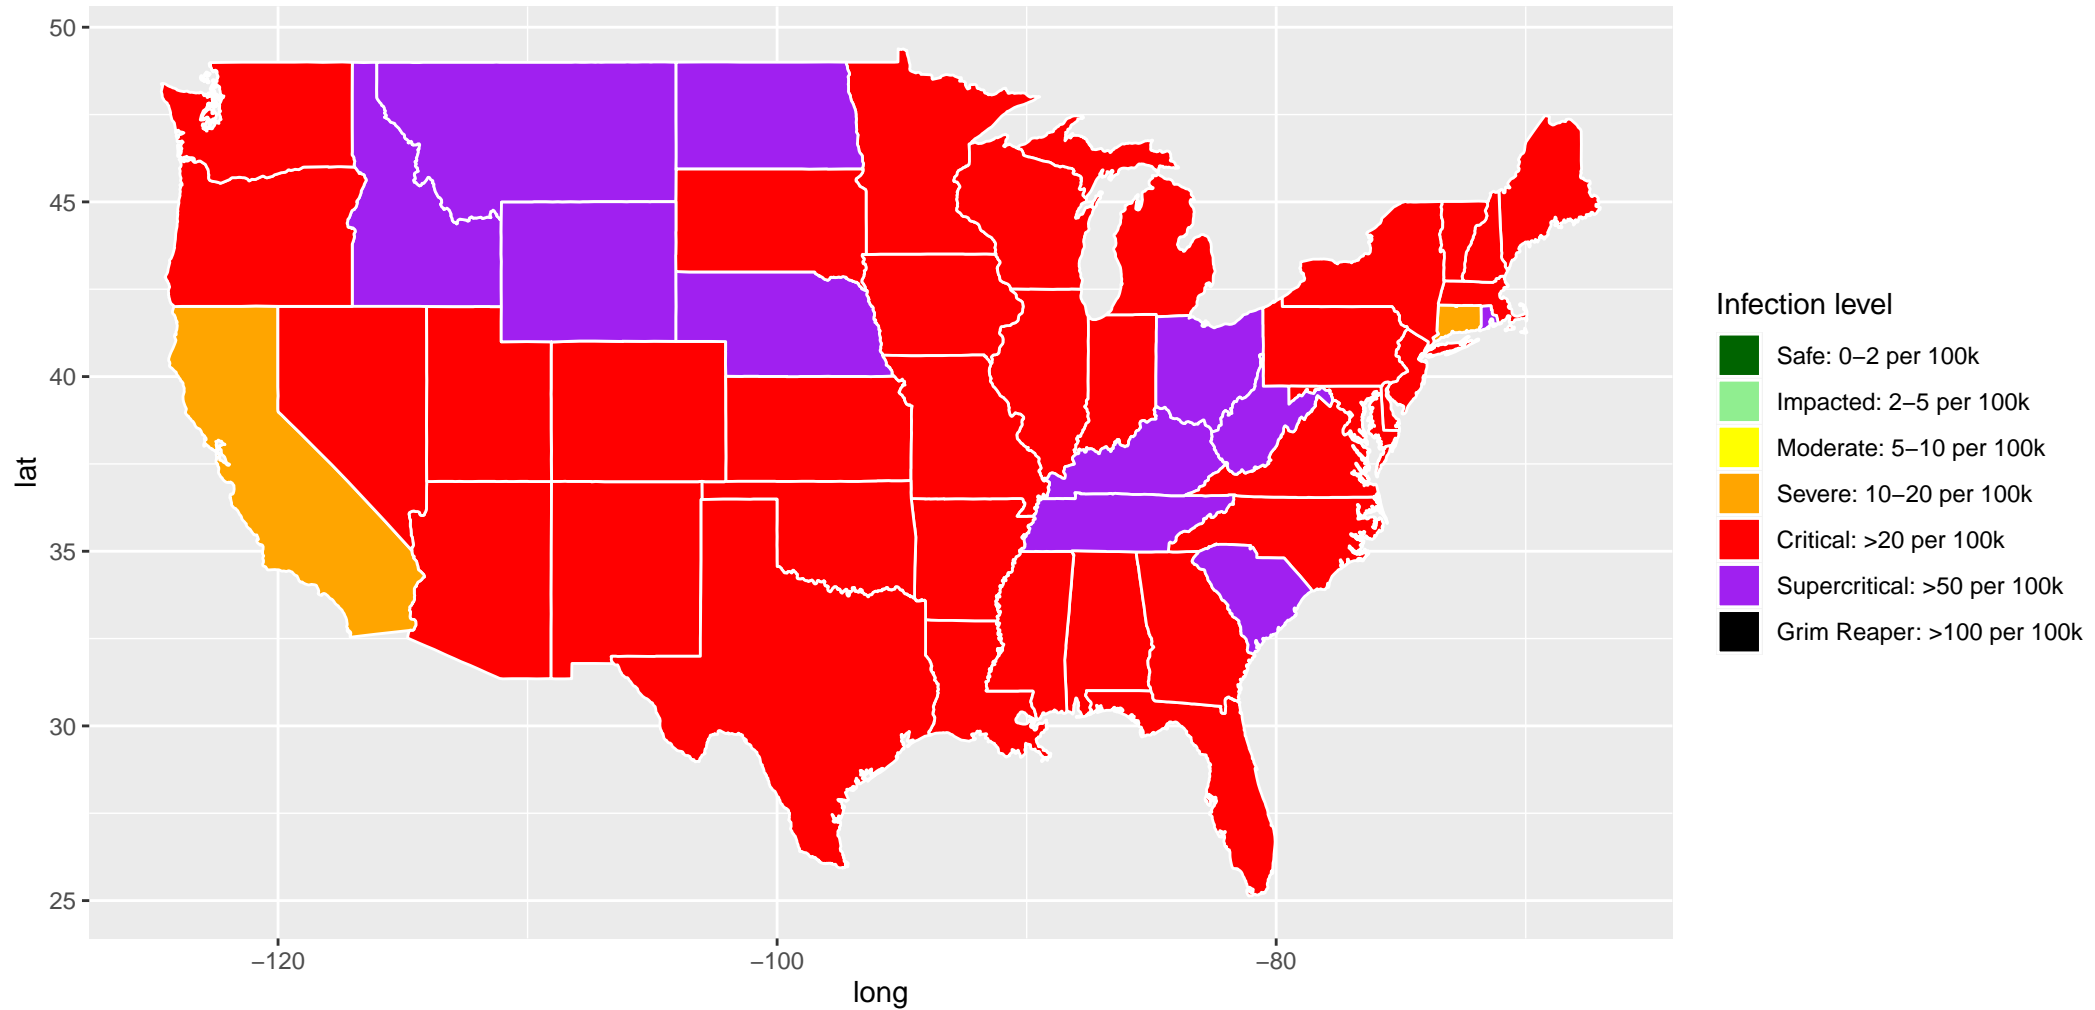 50
45
40
35
30
25
lat
−120
−100
−80
long
Infection level
Safe: 0−2 per 100k
Impacted: 2−5 per 100k
Moderate: 5−10 per 100k
Severe: 10−20 per 100k
Critical: >20 per 100k
Supercritical: >50 per 100k
Grim Reaper: >100 per 100k